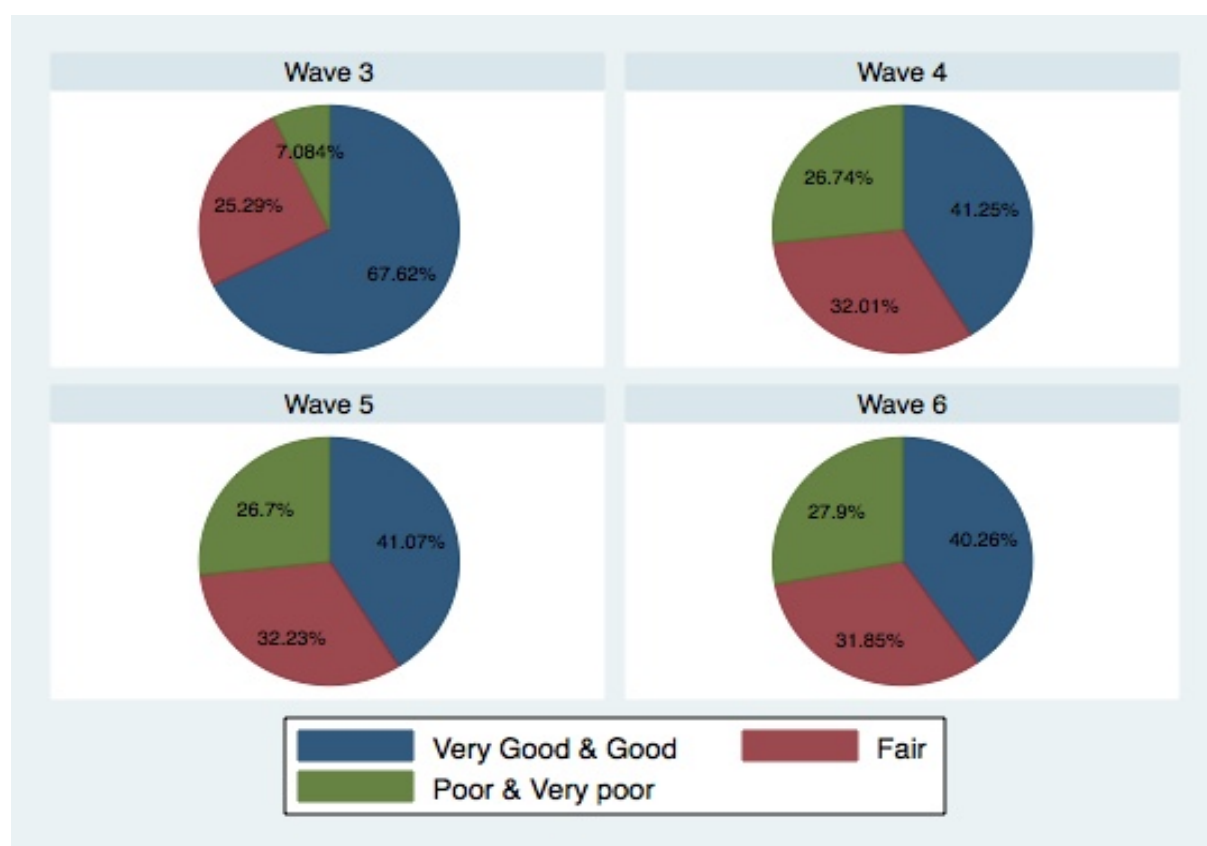 Wave 3
Wave 4
7.084%
25.29%
67.62%
26.74%
41.25%
32.01%
Wave 5
Wave 6
26.7%
41.07%
32.23%
27.9%
40.26%
31.85%
Very Good & Good
Fair
Poor & Very poor